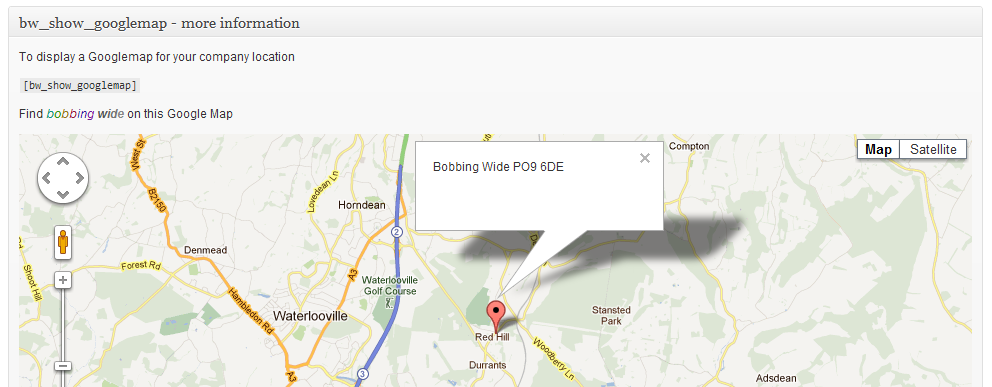 bw_show_googlemap - more information
To display a Googlemap for your company location
[bw_show_googlemap]
Find bobbing wide on this Google Map
Bobbing Wide PO9 6DE
×
Map
Satellite
West St
B2150
Lovedean Ln
Compton
Horndean
2
Denmead
Forest Rd
A3
Waterlooville
Golf Course
Shoot Hill
Hambledon Rd
Waterlooville
Stansted
Park
Red Hill
Woodberry Ln
Durrants
3
A3
Adsdean
+
−